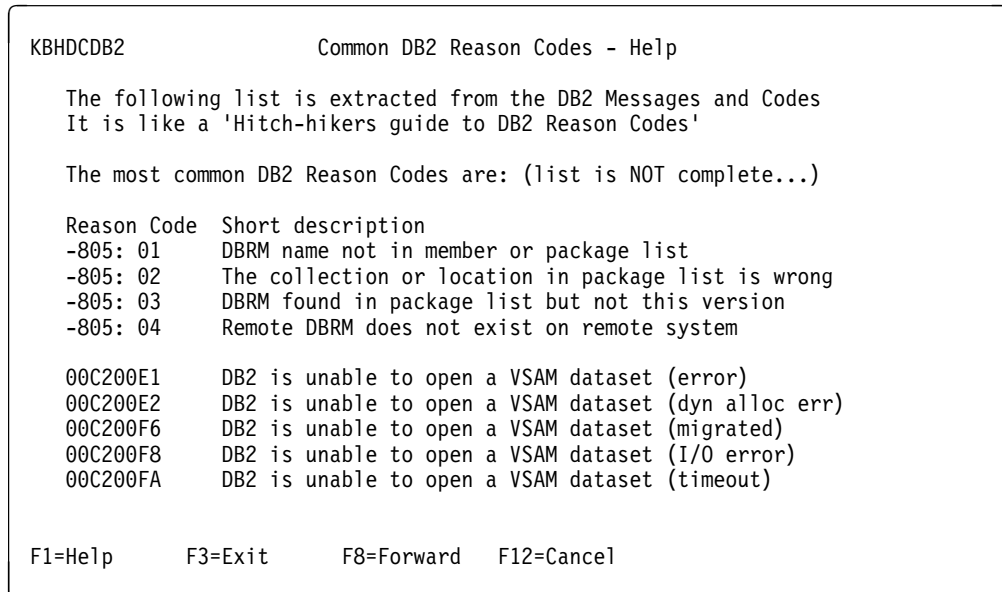 KBHDCDB2 Common DB2 Reason Codes - Help
The following list is extracted from the DB2 Messages and Codes
It is like a 'Hitch-hikers guide to DB2 Reason Codes'
The most common DB2 Reason Codes are: (list is NOT complete...)
Reason Code Short description
-805: 01 DBRM name not in member or package list
-805: 02 The collection or location in package list is wrong
-805: 03 DBRM found in package list but not this version
-805: 04 Remote DBRM does not exist on remote system
00C200E1 DB2 is unable to open a VSAM dataset (error)
00C200E2 DB2 is unable to open a VSAM dataset (dyn alloc err)
00C200F6 DB2 is unable to open a VSAM dataset (migrated)
00C200F8 DB2 is unable to open a VSAM dataset (I/O error)
00C200FA DB2 is unable to open a VSAM dataset (timeout)
F1=Help F3=Exit F8=Forward F12=Cancel